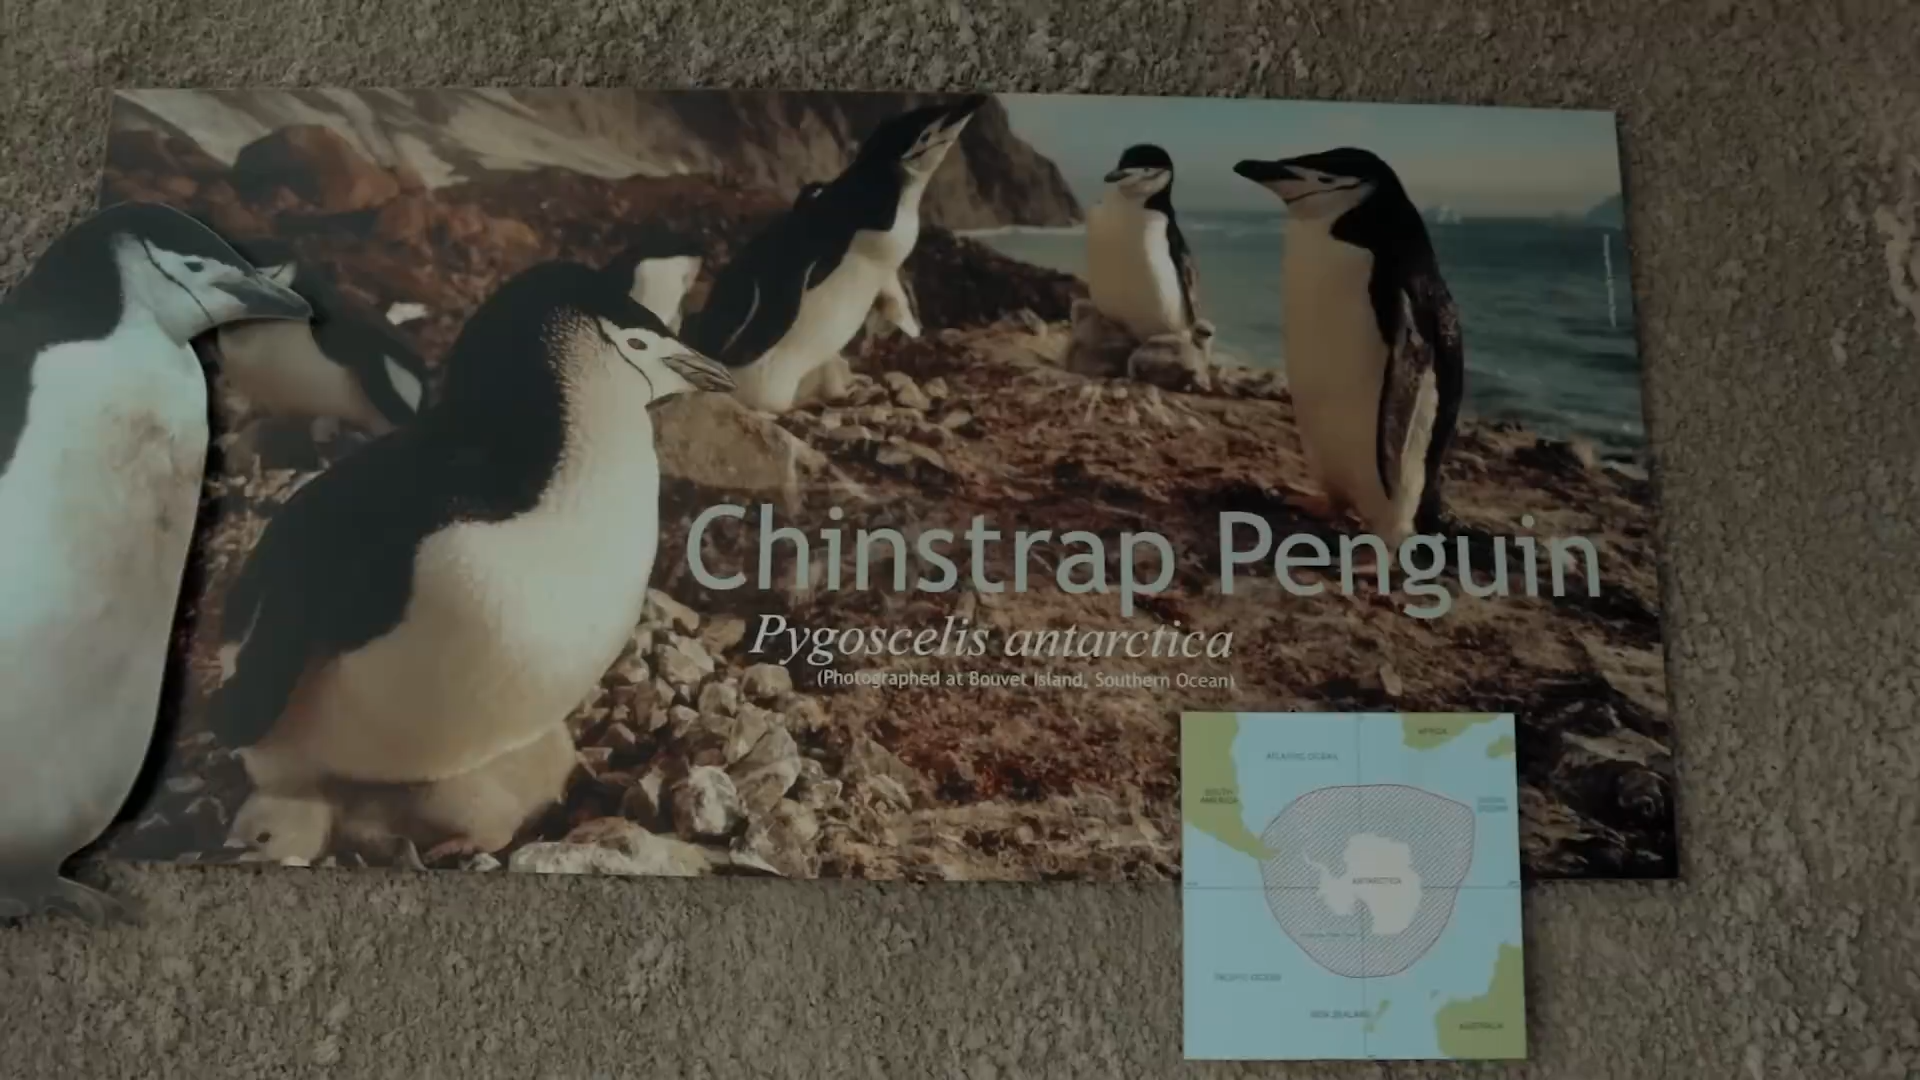 Chinstrap Penguin
Pygoscelis antarctica
(Photographed at Bouvet Island, Southern Ocean)
AFRICA
ATLANTIC OCEAN
SOUTH
AMERICA
ANTARCTICA
PACIFIC OCEAN
NEW ZEALAND
AUSTRALIA